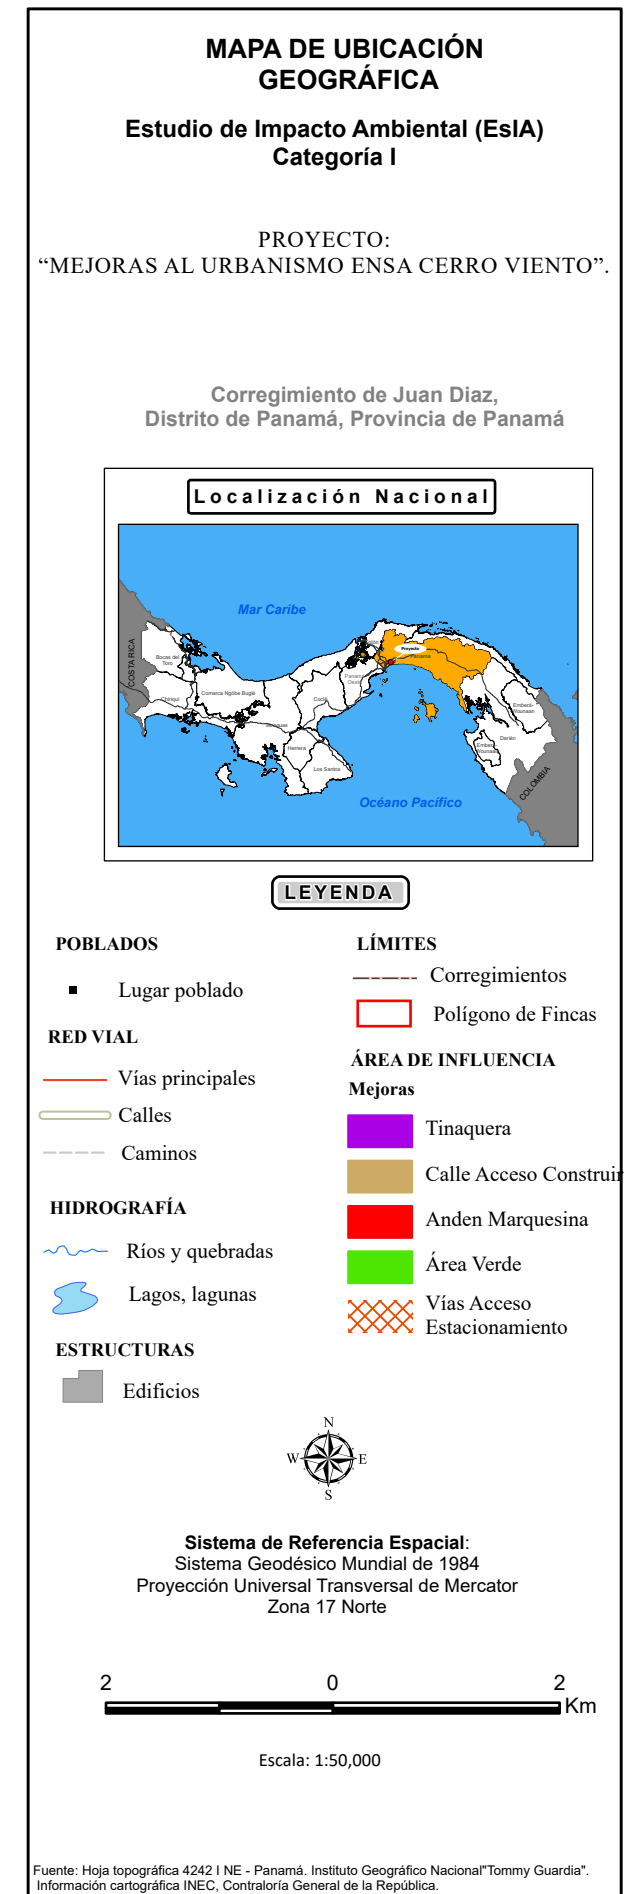 MAPA DE UBICACIÓN
GEOGRÁFICA
Estudio de Impacto Ambiental (EsIA)
Categoría I
PROYECTO:
“MEJORAS AL URBANISMO ENSA CERRO VIENTO”.
Corregimiento de Juan Diaz,
Distrito de Panamá, Provincia de Panamá
Localización Nacional
Mar Caribe
COSTA RICA
Bocas del
Toro
Proyecto
Panamá
Panamá
Oeste
Chiriquí
Comarca Ngöbe Buglé
Coclé
Emberá-
Wounaan
Herrera
Darién
Los Santos
COLOMBIA
Océano Pacífico
LEYENDA
POBLADOS
Lugar poblado
RED VIAL
Vías principales
Calles
Caminos
HIDROGRAFÍA
Ríos y quebradas
Lagos, lagunas
ESTRUCTURAS
Edificios
LÍMITES
Corregimientos
Polígono de Fincas
ÁREA DE INFLUENCIA
Mejoras
Tinaquera
Calle Acceso Construir
Anden Marquesina
Área Verde
Vías Acceso
Estacionamiento
N
W E
S
Sistema de Referencia Espacial:
Sistema Geodésico Mundial de 1984
Proyección Universal Transversal de Mercator
Zona 17 Norte
2 0 2
Km
Escala: 1:50,000
Fuente: Hoja topográfica 4242 I NE - Panamá. Instituto Geográfico Nacional"Tommy Guardia".
Información cartográfica INEC, Contraloría General de la República.